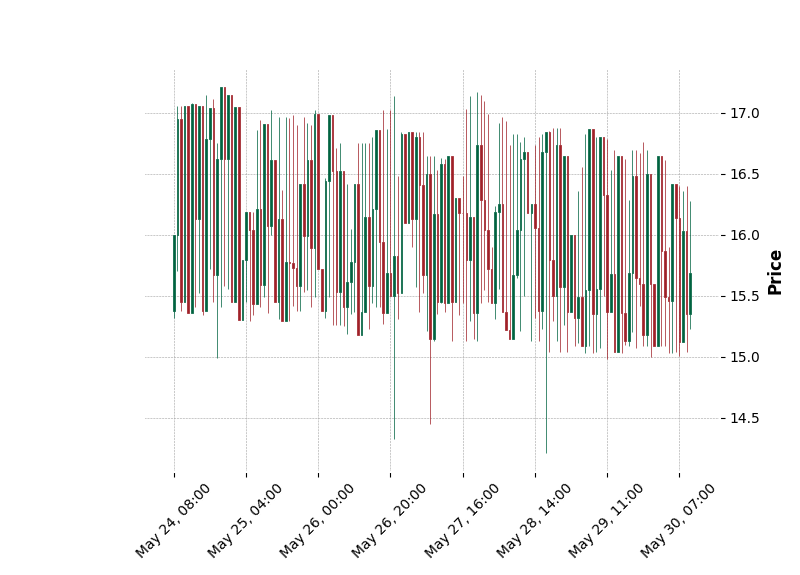 17.0
16.5
16.0
15.5
15.0
14.5
Price
May 24, 08:00
May 25, 04:00
May 26, 00:00
May 26, 20:00
May 27, 16:00
May 28, 14:00
May 29, 11:00
May 30, 07:00